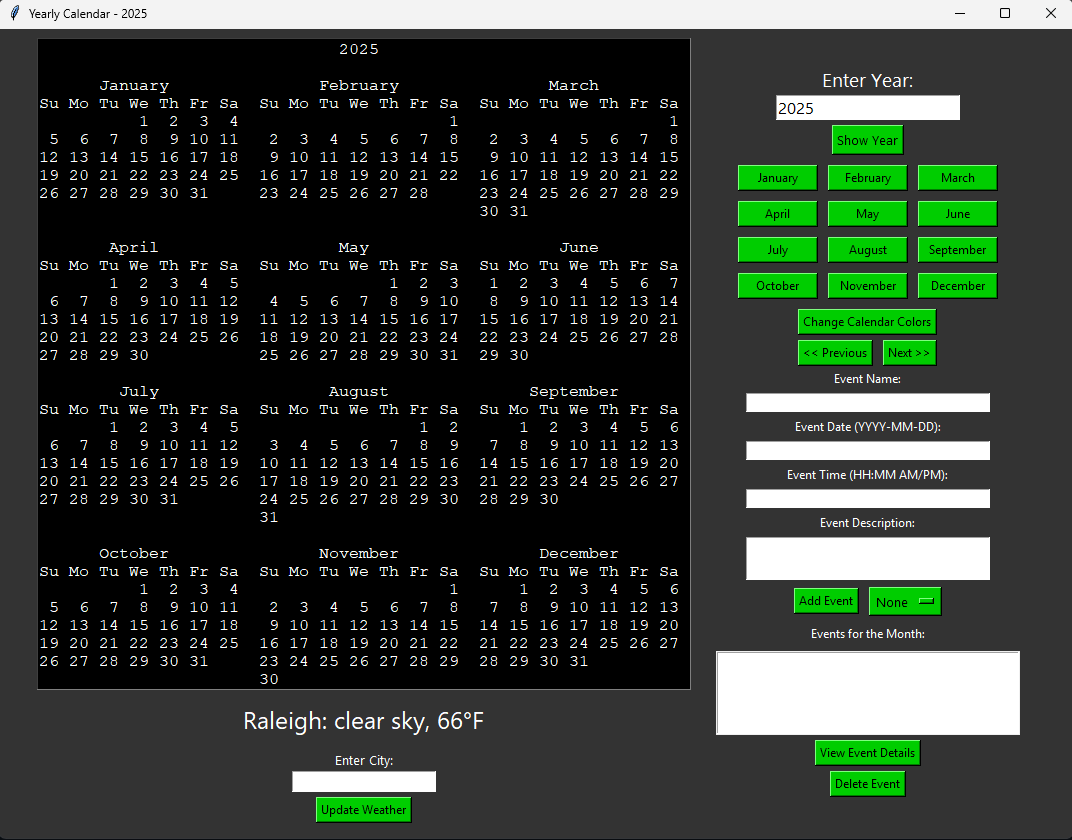 Yearly Calendar - 2025
2025
January February March
Su Mo Tu We Th Fr Sa Su Mo Tu We Th Fr Sa Su Mo Tu We Th Fr Sa
1 2 3 4 1 1
5 6 7 8 9 10 11 2 3 4 5 6 7 8 2 3 4 5 6 7 8
12 13 14 15 16 17 18 9 10 11 12 13 14 15 9 10 11 12 13 14 15
19 20 21 22 23 24 25 16 17 18 19 20 21 22 16 17 18 19 20 21 22
26 27 28 29 30 31 23 24 25 26 27 28 23 24 25 26 27 28 29
30 31
April May June
Su Mo Tu We Th Fr Sa Su Mo Tu We Th Fr Sa Su Mo Tu We Th Fr Sa
1 2 3 4 5 1 2 3 1 2 3 4 5 6 7
6 7 8 9 10 11 12 4 5 6 7 8 9 10 8 9 10 11 12 13 14
13 14 15 16 17 18 19 11 12 13 14 15 16 17 15 16 17 18 19 20 21
20 21 22 23 24 25 26 18 19 20 21 22 23 24 22 23 24 25 26 27 28
27 28 29 30 25 26 27 28 29 30 31 29 30
July August September
Su Mo Tu We Th Fr Sa Su Mo Tu We Th Fr Sa Su Mo Tu We Th Fr Sa
1 2 3 4 5 1 2 1 2 3 4 5 6
6 7 8 9 10 11 12 3 4 5 6 7 8 9 7 8 9 10 11 12 13
13 14 15 16 17 18 19 10 11 12 13 14 15 16 14 15 16 17 18 19 20
20 21 22 23 24 25 26 17 18 19 20 21 22 23 21 22 23 24 25 26 27
27 28 29 30 31 24 25 26 27 28 29 30 28 29 30
31
October November December
Su Mo Tu We Th Fr Sa Su Mo Tu We Th Fr Sa Su Mo Tu We Th Fr Sa
1 2 3 4 1 1 2 3 4 5 6
5 6 7 8 9 10 11 2 3 4 5 6 7 8 7 8 9 10 11 12 13
12 13 14 15 16 17 18 9 10 11 12 13 14 15 14 15 16 17 18 19 20
19 20 21 22 23 24 25 16 17 18 19 20 21 22 21 22 23 24 25 26 27
26 27 28 29 30 31 23 24 25 26 27 28 29 28 29 30 31
30
Raleigh: clear sky, 66°F
Enter City:
Update Weather
Enter Year:
2025
Show Year
January February March
April May June
July August September
October November December
Change Calendar Colors
<< Previous Next >>
Event Name:
Event Date (YYYY-MM-DD):
Event Time (HH:MM AM/PM):
Event Description:
Add Event None
Events for the Month:
View Event Details
Delete Event